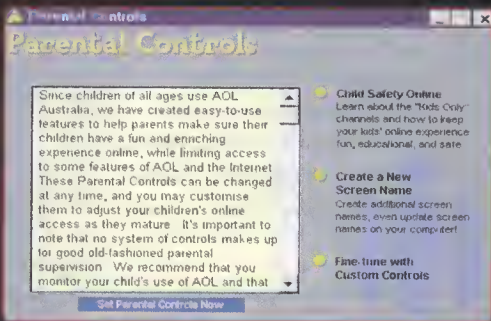 Parental Controls
Parental Controls
Since children of all ages use AOL
Australia, we have created easy-to-use
features to help parents make sure their
children have a fun and enriching
experience online, while limiting access
to some features of AOL and the Internet
These Parental Controls can be changed
at any time, and you may customise
them to adjust your children's online
access as they mature   It's important to
note that no system of controls makes up
for good old-fashioned parental
supervision   We recommend that you
monitor your child's use of AOL and that
Set Parental Controls Now
Child Safety Online
Learn about the "Kids Only"
channels and how to keep
your kids' online experience
fun, educational, and safe
Create a New
Screen Name
Create additional screen
names, even update screen
names on your computer!
Fine-tune with
Custom Controls